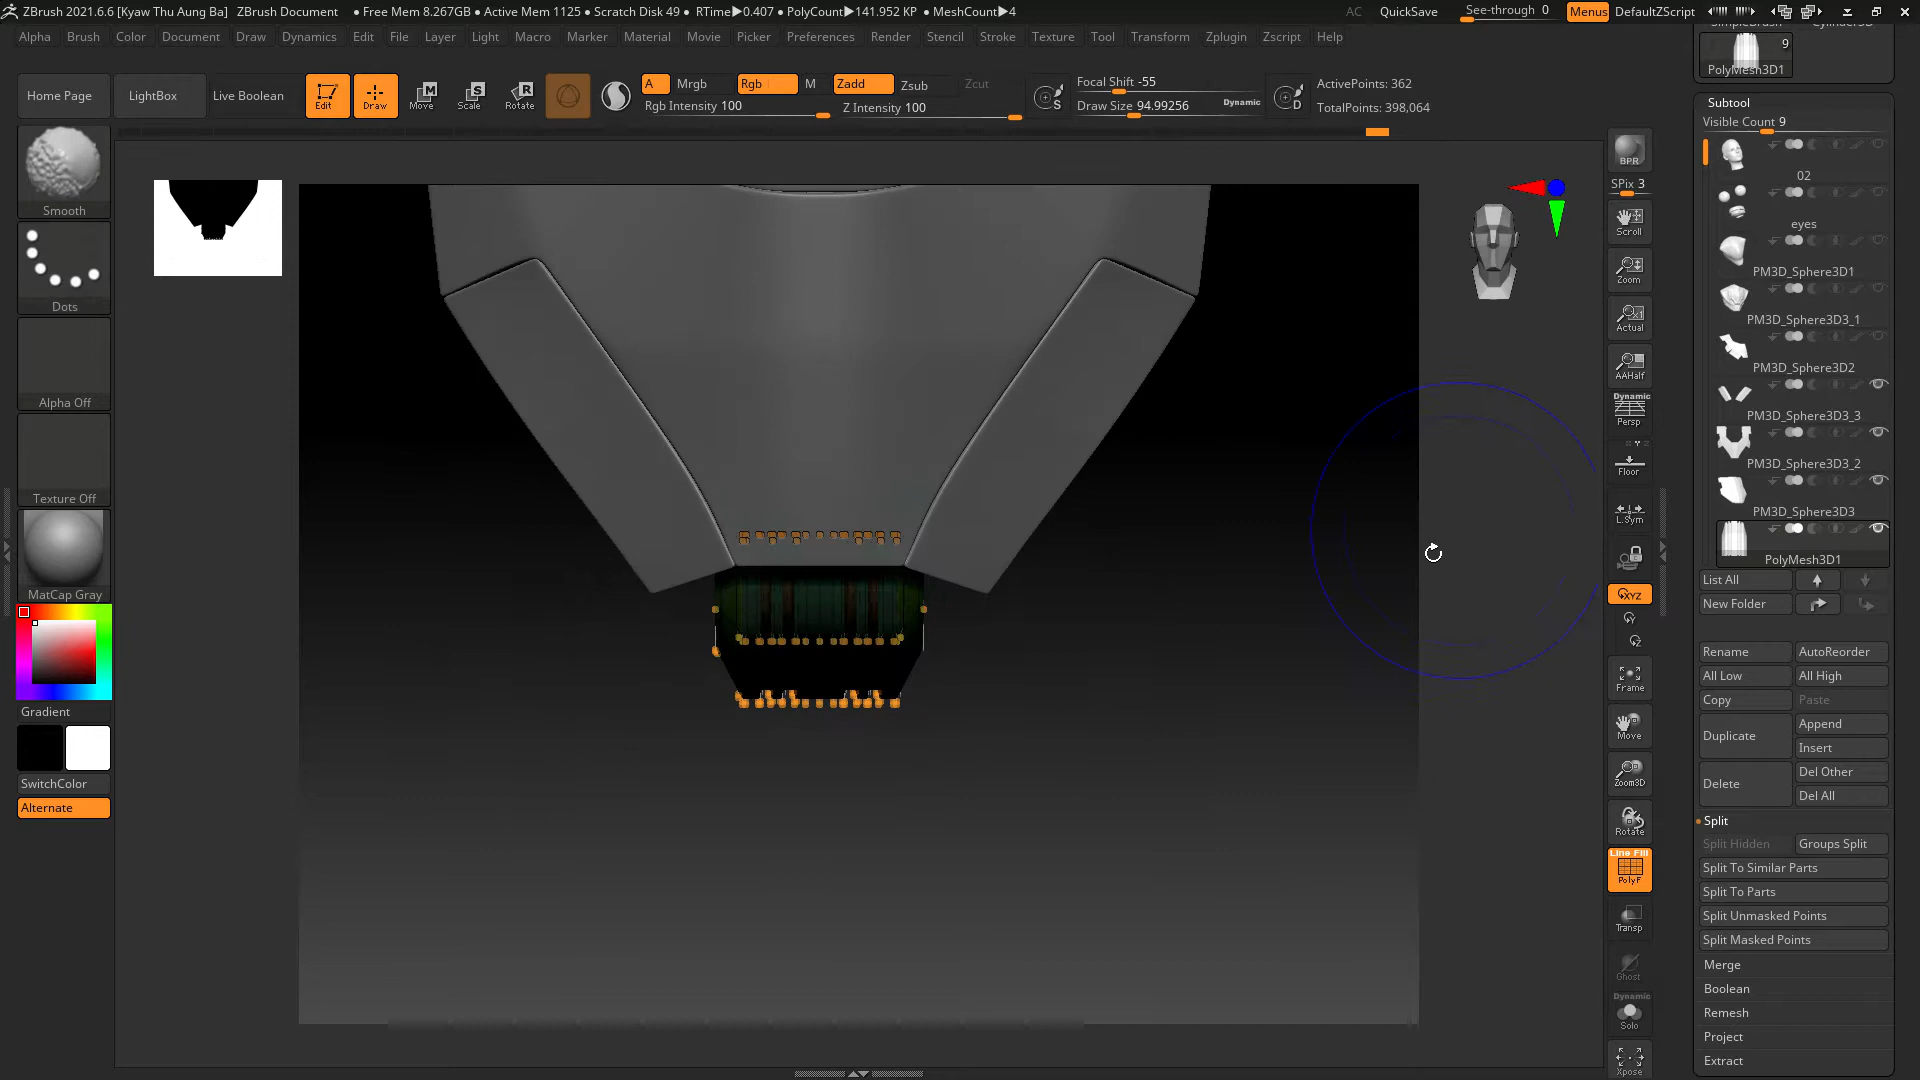 ZBrush 2021.6.6 [Kyaw Thu Aung Ba] ZBrush Document • Free Mem 8.267GB • Active Mem 1125 • Scratch Disk 49 • RTime▶0.407 • PolyCount▶141.952 KP • MeshCount▶4 AC QuickSave See-through 0 Menus DefaultZScript
Alpha Brush Color Document Draw Dynamics Edit File Layer Light Macro Marker Material Movie Picker Preferences Render Stencil Stroke Texture Tool Transform Zplugin Zscript Help
Home Page LightBox Live Boolean Edit Draw Move Scale Rotate
A Mrgb Rgb M Zadd Zsub Zcut
Rgb Intensity 100 Z Intensity 100
Focal Shift -55
Draw Size 94.99256 Dynamic
ActivePoints: 362
TotalPoints: 398,064
Smooth
Dots
Alpha Off
Texture Off
MatCap Gray
Gradient
SwitchColor
Alternate
BPR
SPix 3
Scroll
Zoom
Actual
AAHalf
Dynamic
Persp
Floor
L.Sym
XYZ
Frame
Move
Zoom3D
Rotate
Line Fill
PolyF
Transp
Ghost
Dynamic
Solo
Xpose
9
PolyMesh3D1
Subtool
Visible Count 9
02
eyes
PM3D_Sphere3D1
PM3D_Sphere3D3_1
PM3D_Sphere3D2
PM3D_Sphere3D3_3
PM3D_Sphere3D3_2
PM3D_Sphere3D3
PolyMesh3D1
List All
New Folder
Rename AutoReorder
All Low All High
Copy Paste
Duplicate Append
Insert
Delete Del Other
Del All
Split
Split Hidden Groups Split
Split To Similar Parts
Split To Parts
Split Unmasked Points
Split Masked Points
Merge
Boolean
Remesh
Project
Extract